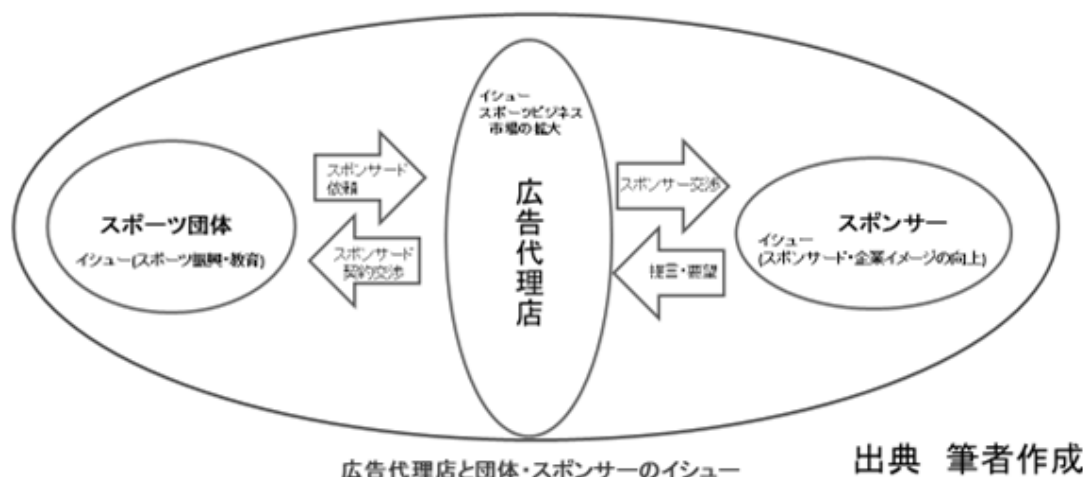 イシュー
スポーツビジネス
市場の拡大
広告代理店
スポーツ団体
イシュー(スポーツ振興・教育)
スポンサード
依頼
スポンサード
契約交渉
スポンサー交渉
提言・要望
スポンサー
イシュー
(スポンサード・企業イメージの向上)
広告代理店と団体・スポンサーのイシュー
出典 筆者作成